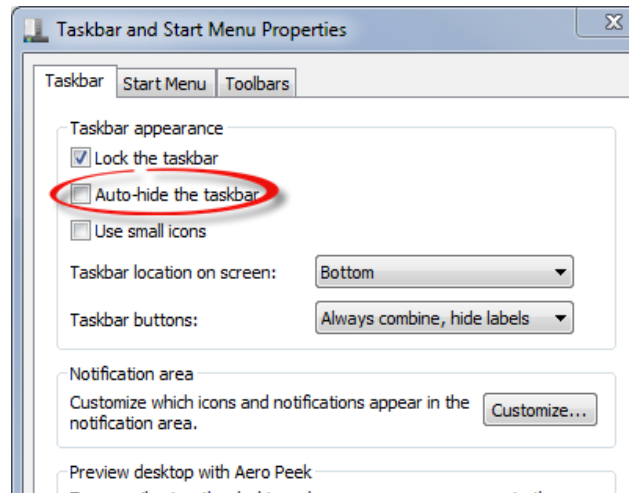 Taskbar and Start Menu Properties
Taskbar
Start Menu
Toolbars
Taskbar appearance
Lock the taskbar
Auto-hide the taskbar
Use small icons
Taskbar location on screen:
Bottom
Taskbar buttons:
Always combine, hide labels
Notification area
Customize which icons and notifications appear in the
notification area.
Customize...
Preview desktop with Aero Peek